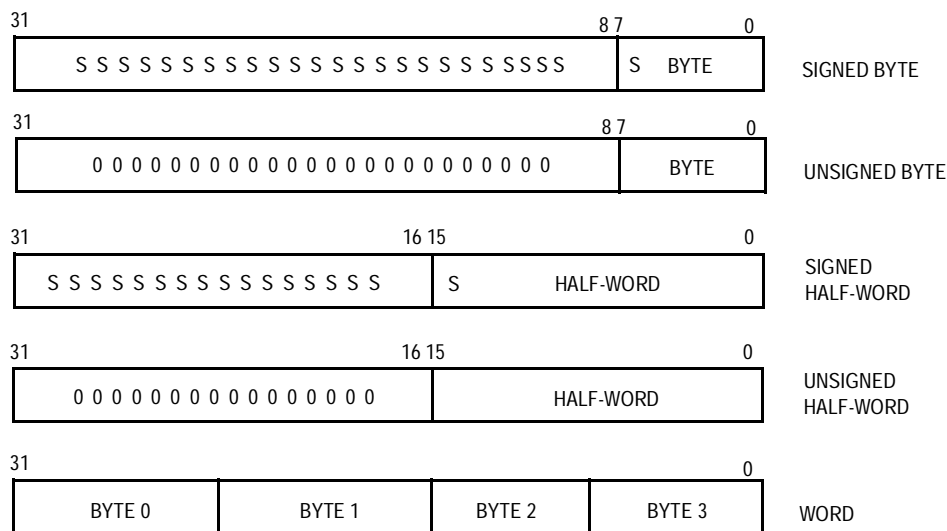 31 8 7 0
S S S S S S S S S S S S S S S S S S S S SSSS S BYTE SIGNED BYTE
31 8 7 0
0 0 0 0 0 0 0 0 0 0 0 0 0 0 0 0 0 0 0 0 0 0 0 0 BYTE UNSIGNED BYTE
31 16 15 0
S S S S S S S S S S S S S S S S S HALF-WORD SIGNED
HALF-WORD
31 16 15 0
0 0 0 0 0 0 0 0 0 0 0 0 0 0 0 0 HALF-WORD UNSIGNED
HALF-WORD
31 0
BYTE 0 BYTE 1 BYTE 2 BYTE 3 WORD